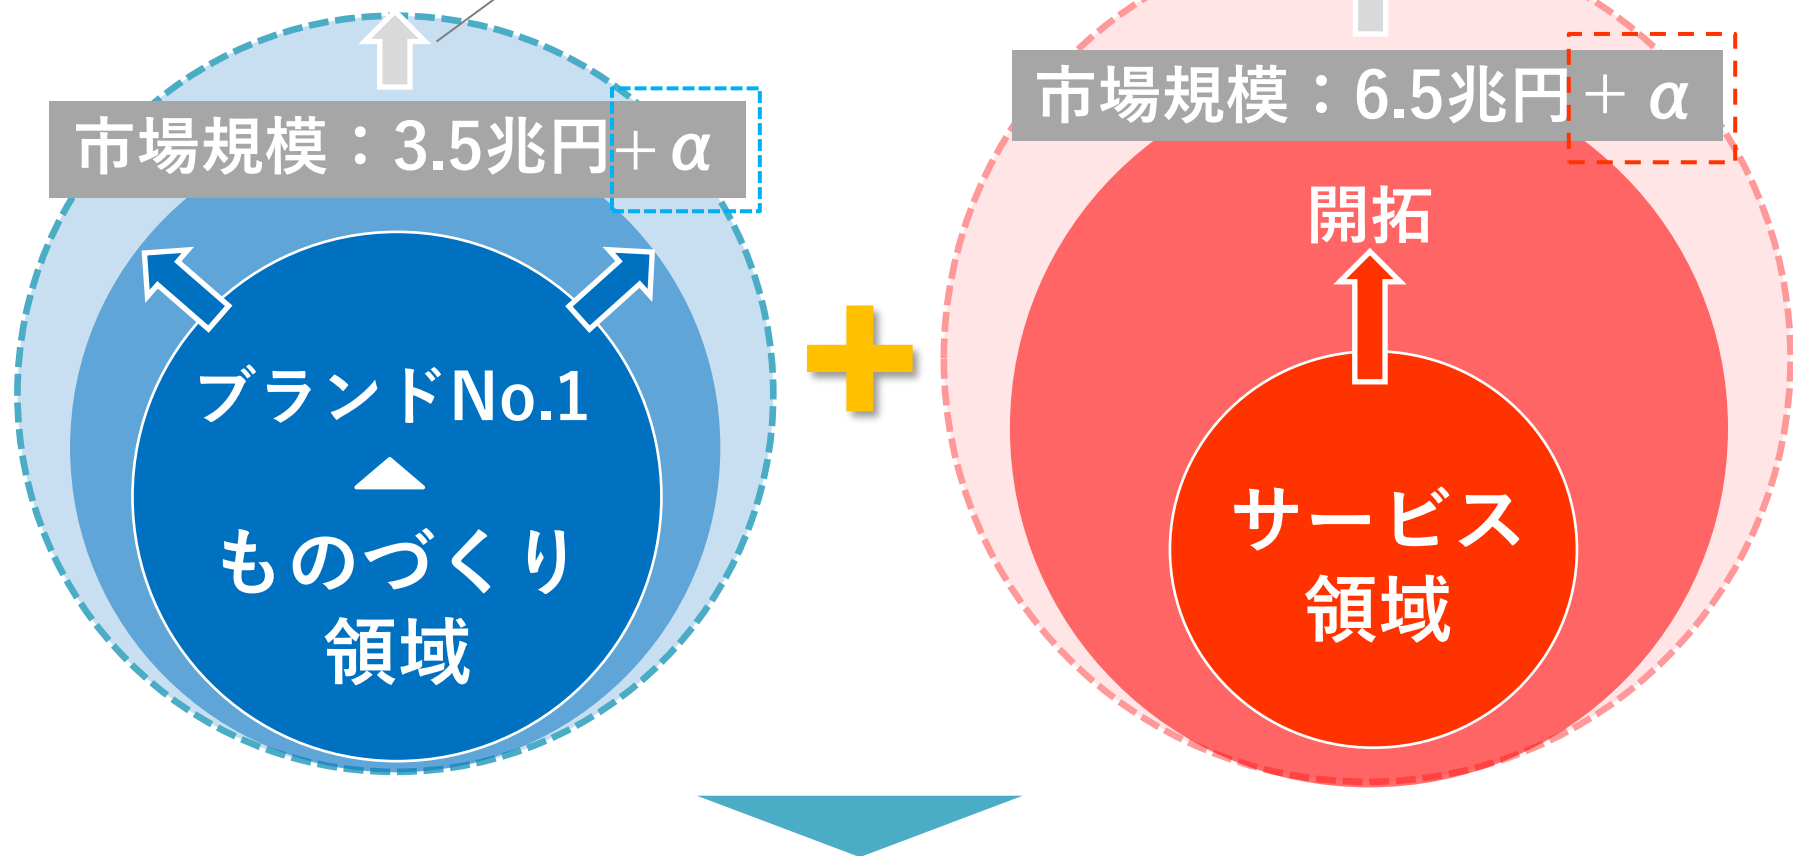 市場規模：3.5兆円＋α
ブランドNo.1
ものづくり
領域
市場規模：6.5兆円＋α
開拓
サービス
領域